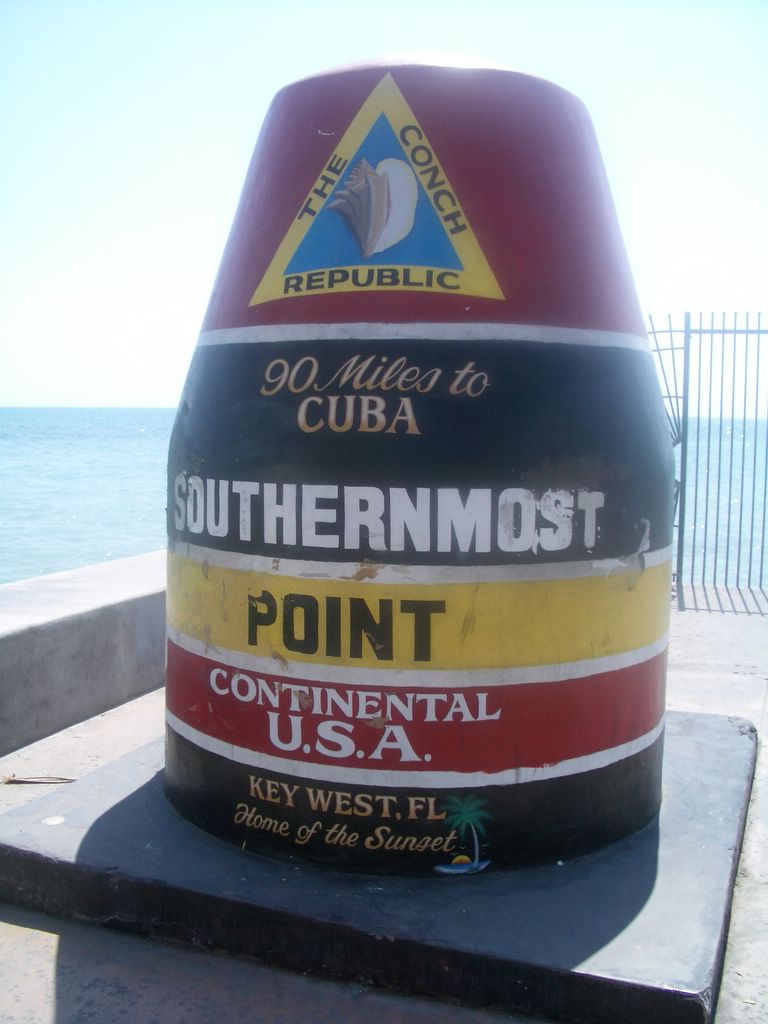 THE CONCH
REPUBLIC
90 Miles to
CUBA
SOUTHERNMOST
POINT
CONTINENTAL
U.S.A.
KEY WEST, FL
Home of the Sunset